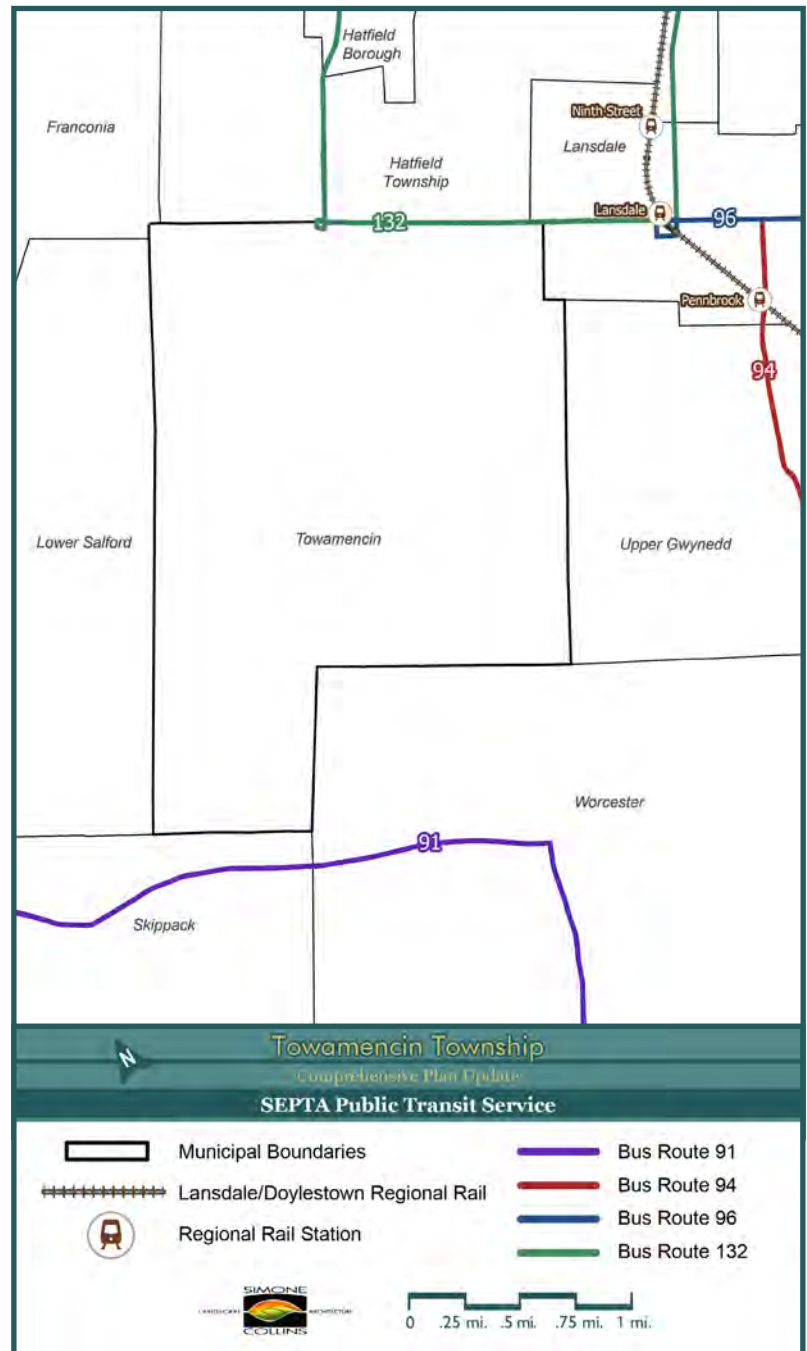 Hatfield
Borough
Franconia
Ninth Street
Lansdale
Hatfield
Township
Lansdale
132
96
Pennbrook
94
Lower Salford
Towamencin
Upper Gwynedd
Worcester
91
Skippack
N
Towamencin Township
Comprehensive Plan Update
SEPTA Public Transit Service
Municipal Boundaries
Lansdale/Doylestown Regional Rail
Regional Rail Station
Bus Route 91
Bus Route 94
Bus Route 96
Bus Route 132
SIMONE
LANDSCAPE ARCHITECTURE
COLLINS
0 .25 mi. .5 mi. .75 mi. 1 mi.